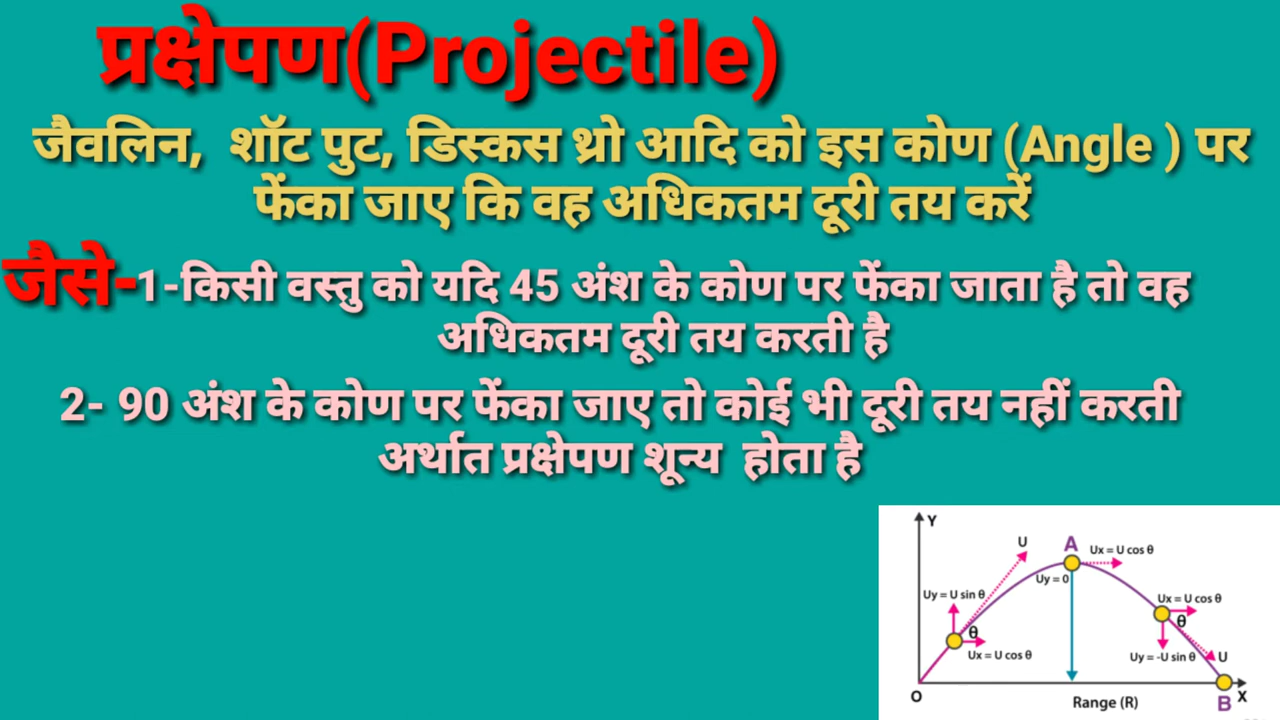 प्रक्षेपण(Projectile)
जैवलिन, शॉट पुट, डिस्कस थ्रो आदि को इस कोण (Angle ) पर
फेंका जाए कि वह अधिकतम दूरी तय करें
जैसे-1-किसी वस्तु को यदि 45 अंश के कोण पर फेंका जाता है तो वह
अधिकतम दूरी तय करती है
2- 90 अंश के कोण पर फेंका जाए तो कोई भी दूरी तय नहीं करती
अर्थात प्रक्षेपण शून्य होता है
Y
U
A
Ux = U cos θ
Uy = 0
Uy = U sin θ
θ
Ux = U cos θ
Ux = U cos θ
θ
Uy = -U sin θ
U
O
Range (R)
B
X